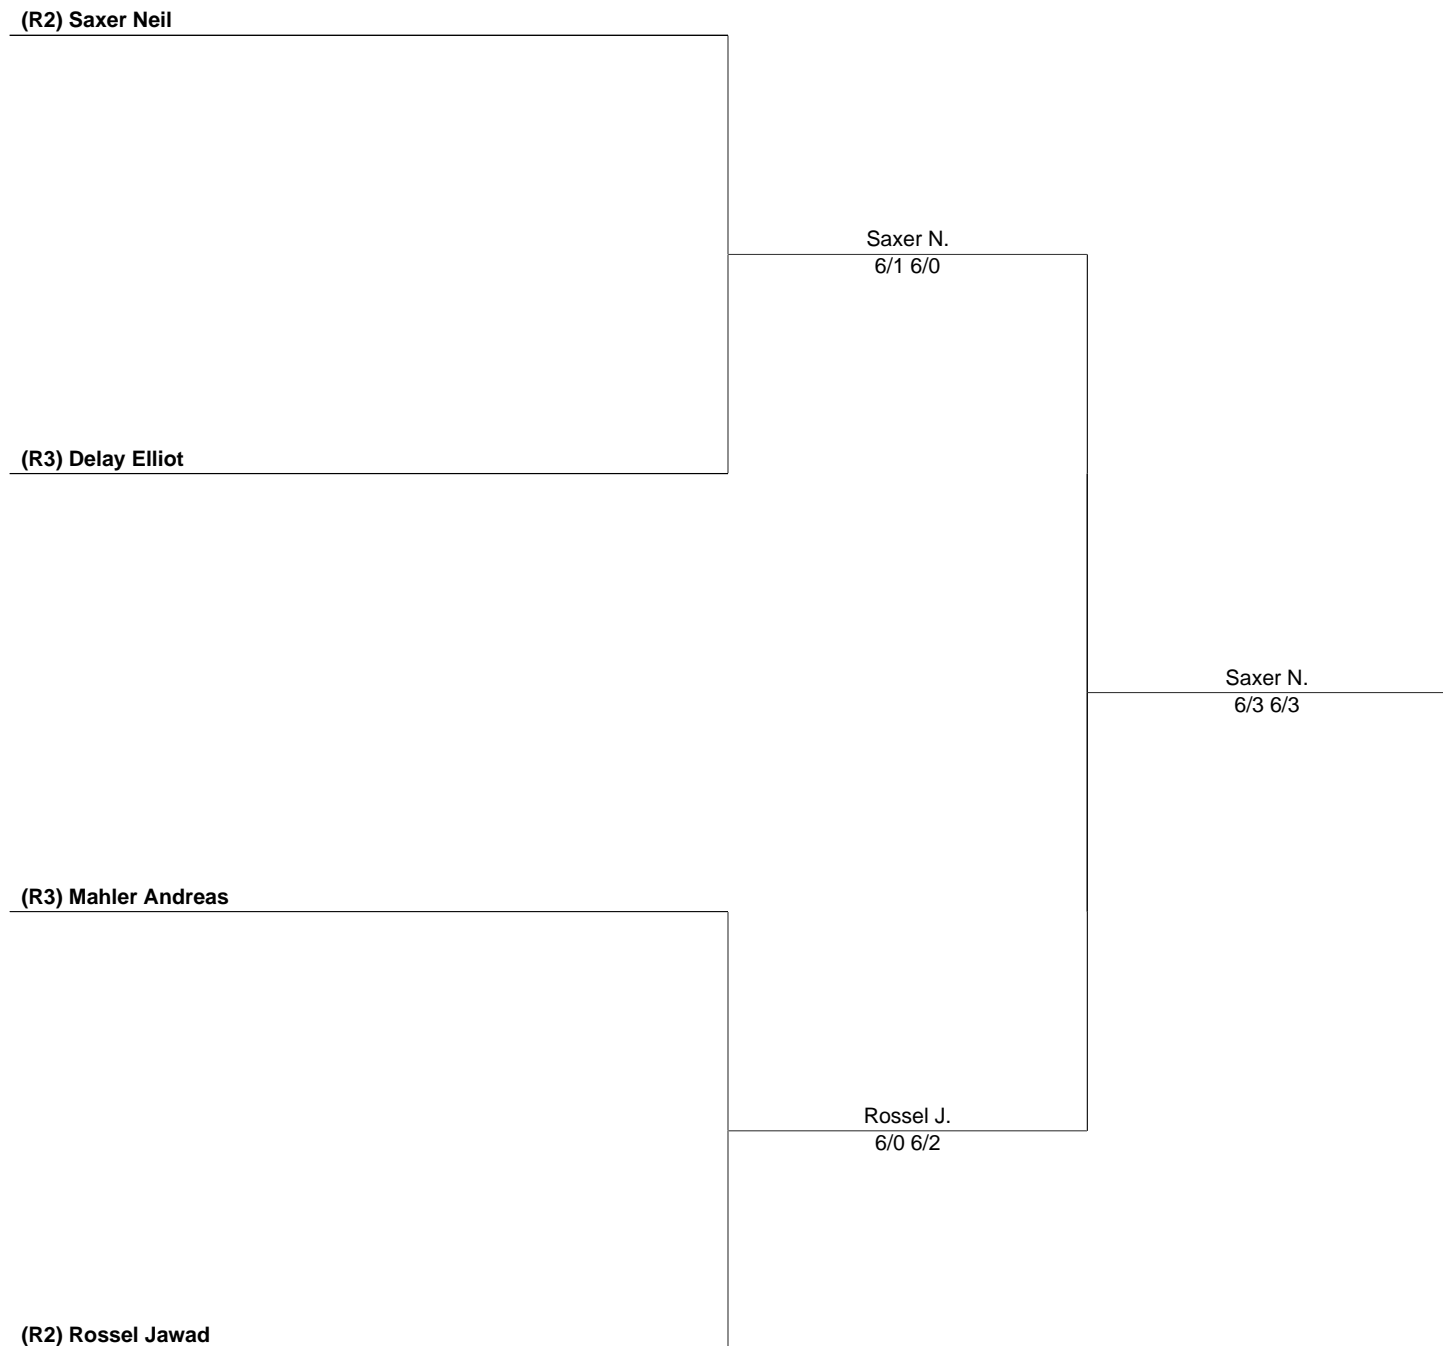 (R2) Saxer Neil
Saxer N.
6/1 6/0
(R3) Delay Elliot
Saxer N.
6/3 6/3
(R3) Mahler Andreas
Rossel J.
6/0 6/2
(R2) Rossel Jawad